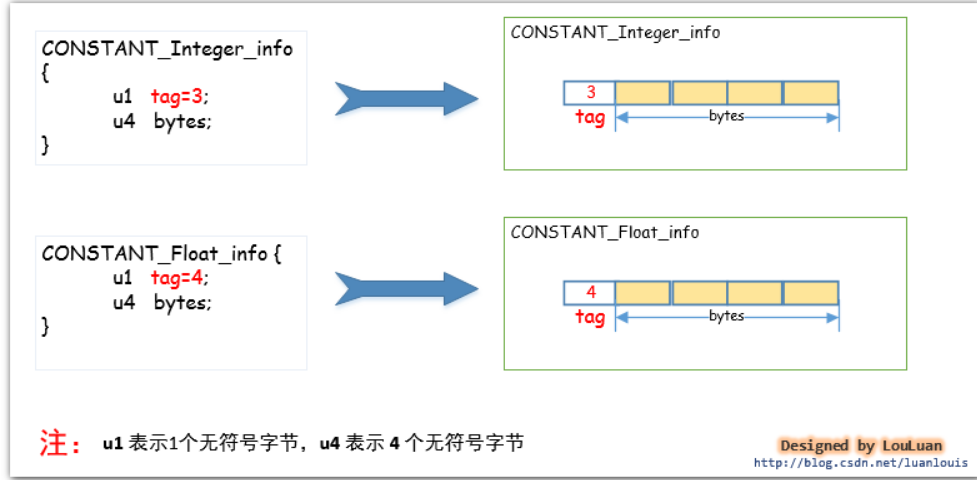 CONSTANT_Integer_info
{
u1 tag=3;
u4 bytes;
}
CONSTANT_Integer_info
3
tag
bytes
CONSTANT_Float_info {
u1 tag=4;
u4 bytes;
}
CONSTANT_Float_info
4
tag
bytes
注：u1 表示1个无符号字节，u4 表示 4 个无符号字节
Designed by LouLuan
http://blog.csdn.net/luanlouis